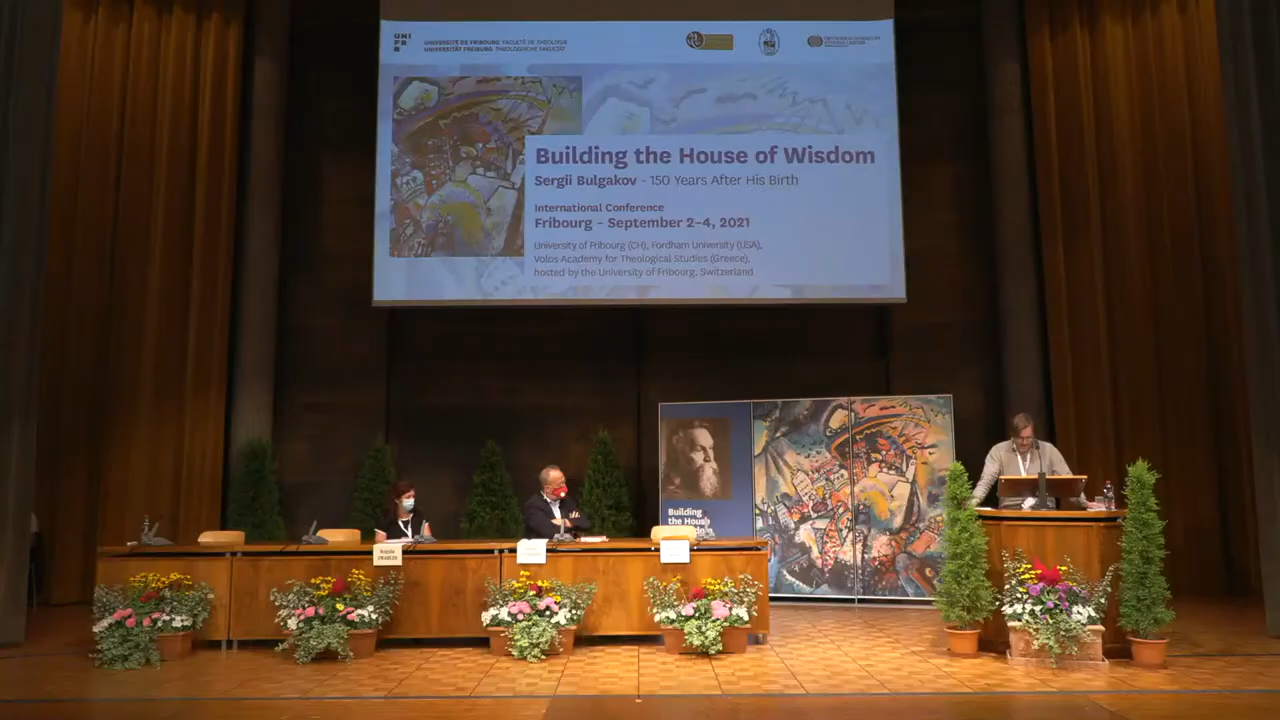 UNI
FR
UNIVERSITÉ DE FRIBOURG FACULTÉ DE THÉOLOGIE
UNIVERSITÄT FREIBURG THEOLOGISCHE FAKULTÄT
Building the House of Wisdom
Sergii Bulgakov - 150 Years After His Birth
International Conference
Fribourg – September 2–4, 2021
University of Fribourg (CH), Fordham University (USA),
Volos Academy for Theological Studies (Greece),
hosted by the University of Fribourg, Switzerland
Building
the House